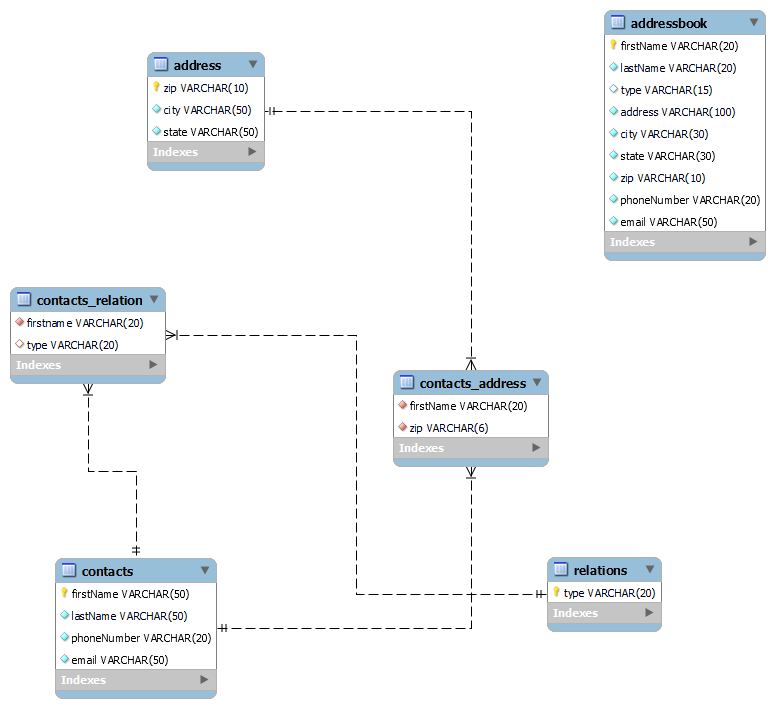 addressbook
firstName VARCHAR(20)
lastName VARCHAR(20)
type VARCHAR(15)
address VARCHAR(100)
city VARCHAR(30)
state VARCHAR(30)
zip VARCHAR(10)
phoneNumber VARCHAR(20)
email VARCHAR(50)
Indexes
address
zip VARCHAR(10)
city VARCHAR(50)
state VARCHAR(50)
Indexes
contacts_relation
firstname VARCHAR(20)
type VARCHAR(20)
Indexes
contacts_address
firstName VARCHAR(20)
zip VARCHAR(6)
Indexes
contacts
firstName VARCHAR(50)
lastName VARCHAR(50)
phoneNumber VARCHAR(20)
email VARCHAR(50)
Indexes
relations
type VARCHAR(20)
Indexes